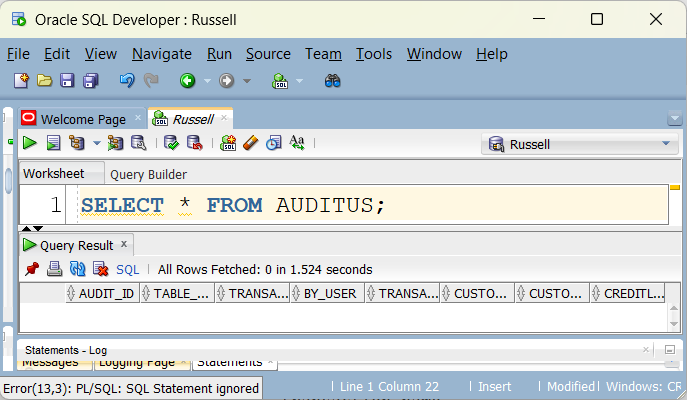 Oracle SQL Developer : Russell
File Edit View Navigate Run Source Team Tools Window Help
SQL
Welcome Page Russell
SQL Aa Russell
Worksheet Query Builder
1 SELECT * FROM AUDITUS;
Query Result x
SQL All Rows Fetched: 0 in 1.524 seconds
AUDIT_ID TABLE_... TRANSA... BY_USER TRANSA... CUSTO... CUSTO... CREDITL...
Statements - Log
Messages Logging Page Statements
Error(13,3): PL/SQL: SQL Statement ignored Line 1 Column 22 Insert Modified Windows: CR